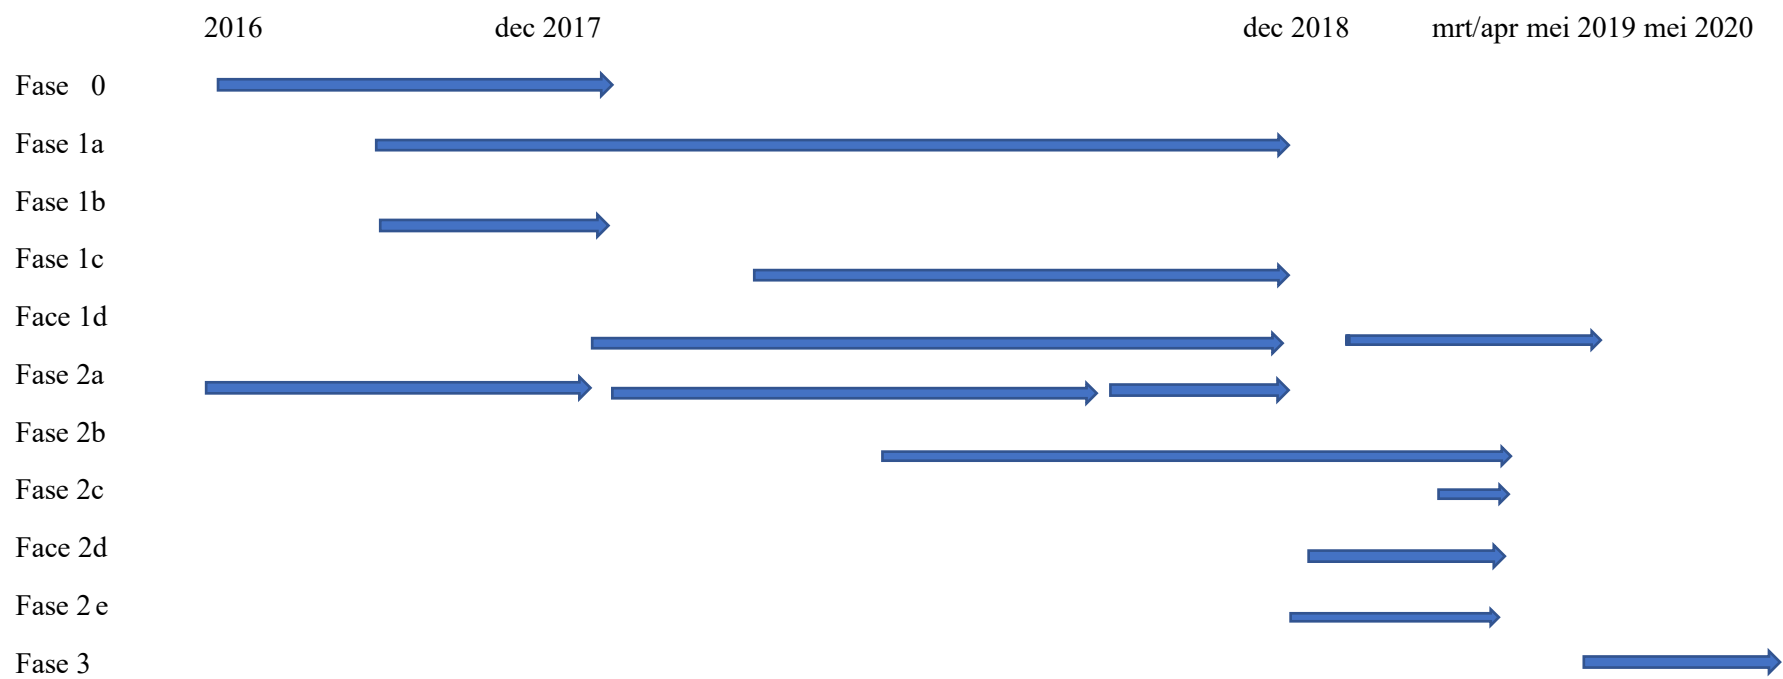 2016 dec 2017 dec 2018 mrt/apr mei 2019 mei 2020
Fase 0
Fase 1a
Fase 1b
Fase 1c
Face 1d
Fase 2a
Fase 2b
Fase 2c
Face 2d
Fase 2 e
Fase 3